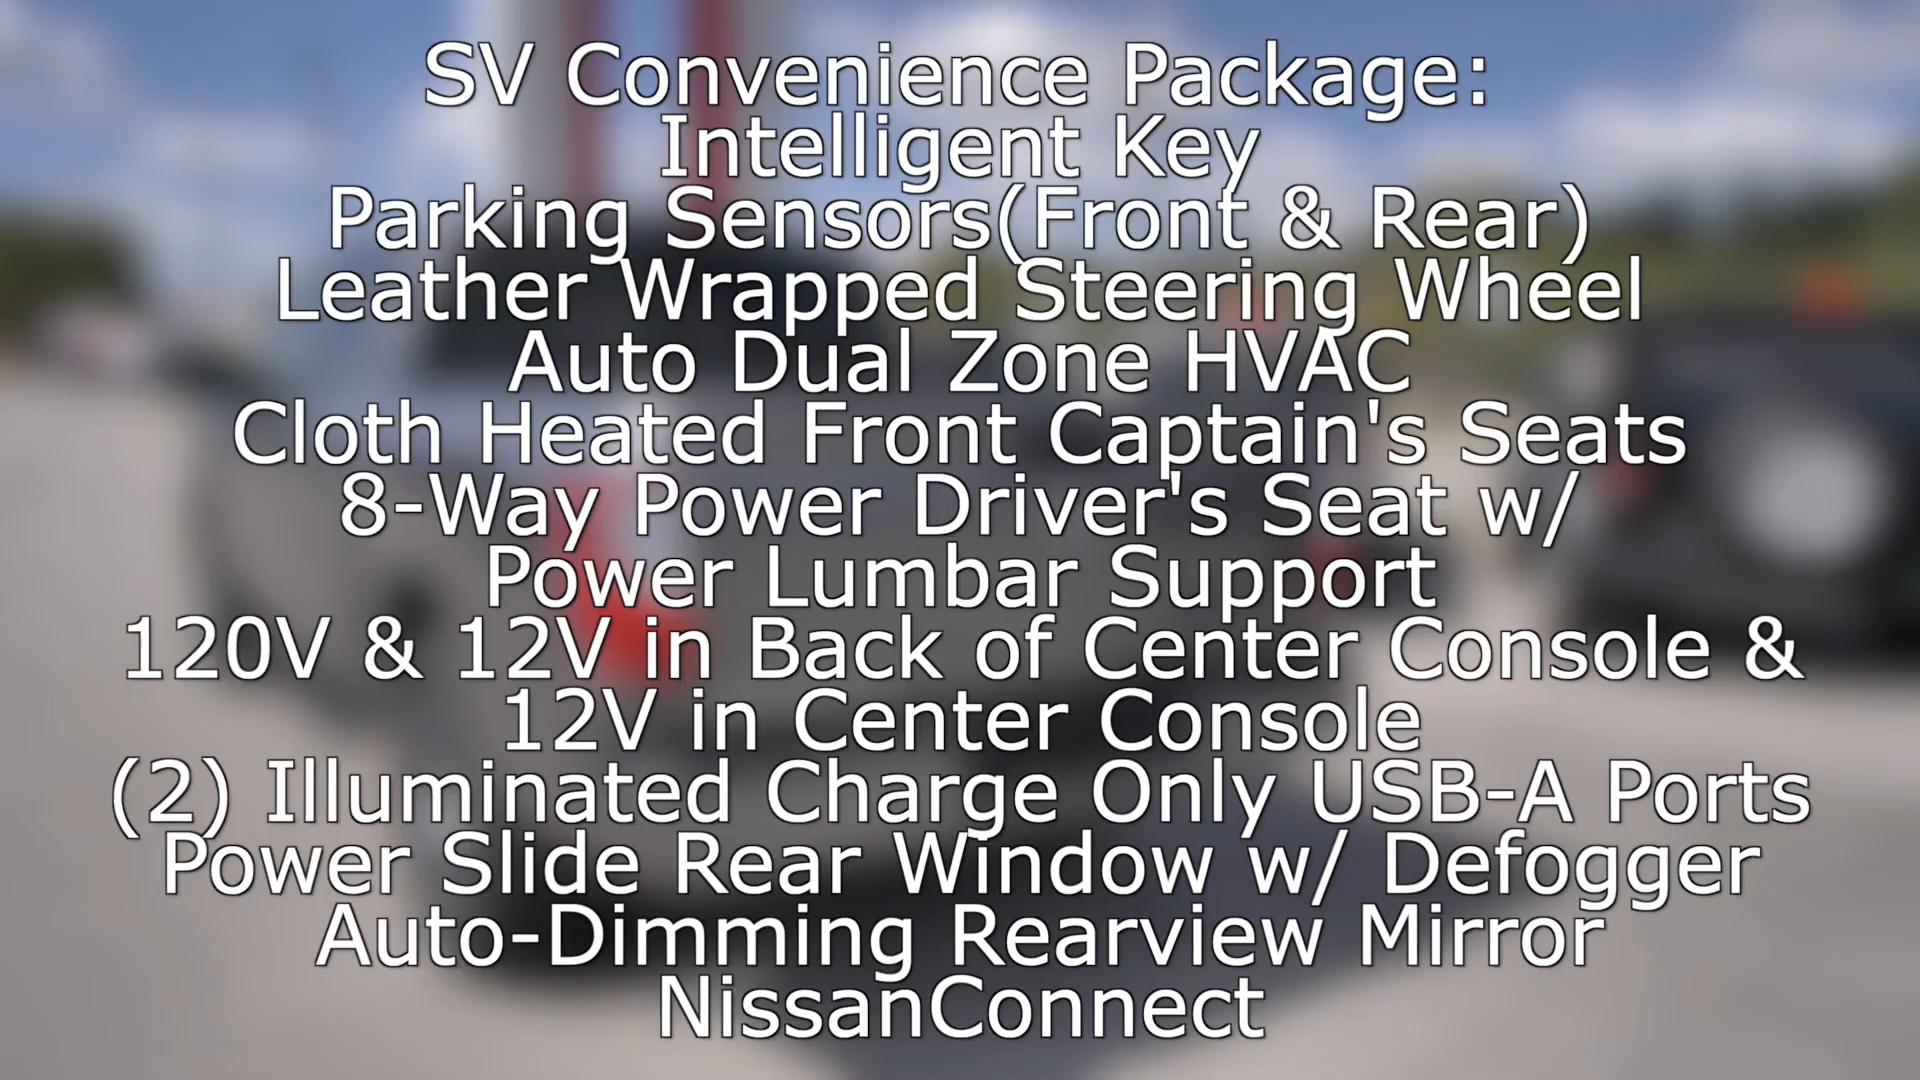 SV Convenience Package:
Intelligent Key
Parking Sensors(Front & Rear)
Leather Wrapped Steering Wheel
Auto Dual Zone HVAC
Cloth Heated Front Captain's Seats
8-Way Power Driver's Seat w/
Power Lumbar Support
120V & 12V in Back of Center Console &
12V in Center Console
(2) Illuminated Charge Only USB-A Ports
Power Slide Rear Window w/ Defogger
Auto-Dimming Rearview Mirror
NissanConnect